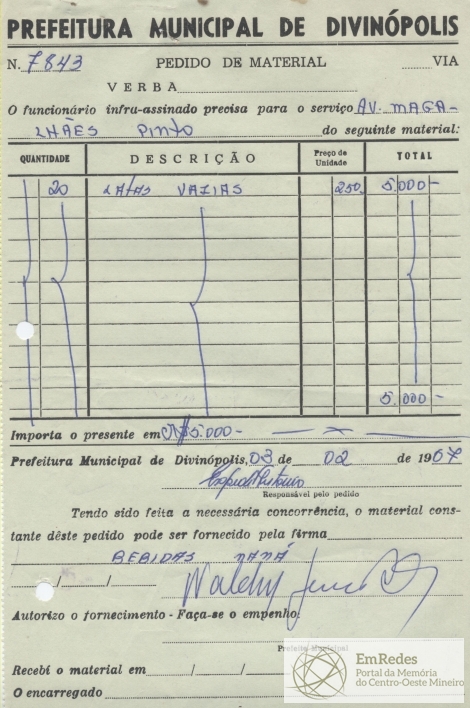 PREFEITURA MUNICIPAL DE DIVINÓPOLIS
N. 7843 PEDIDO DE MATERIAL VIA
VERBA
O funcionário infra-assinado precisa para o serviço AV. MAGA-
LHÃES PINTO do seguinte material:
QUANTIDADE DESCRIÇÃO Preço de Unidade TOTAL
20 LATAS VAZIAS 250, 5.000-
5.000-
Importa o presente em 5.000- x
Prefeitura Municipal de Divinópolis, 03 de 02 de 1967
Responsável pelo pedido
Tendo sido feita a necessária concorrência, o material cons-
tante dêste pedido pode ser fornecido pela firma
BEBIDAS NANÁ
/ /
Autorizo o fornecimento - Faça-se o empenho:
Prefeito Municipal
Recebí o material em / /
O encarregado
EmRedes
Portal da Memória
do Centro-Oeste Mineiro